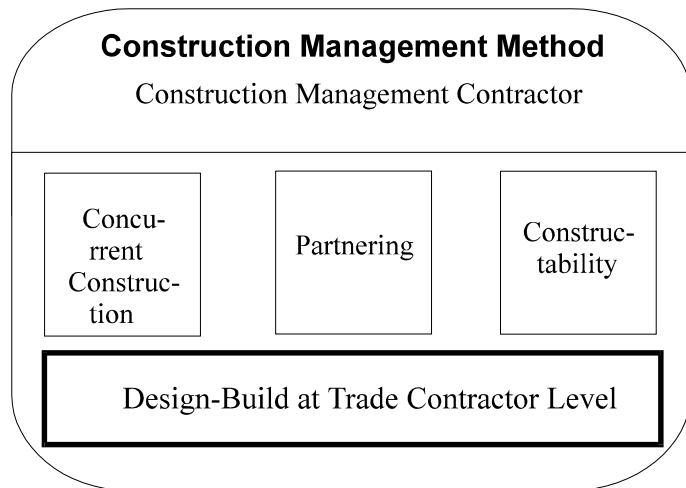 Construction Management Method
Construction Management Contractor
Concu-
rrent
Construc-
tion
Partnering
Construc-
tability
Design-Build at Trade Contractor Level